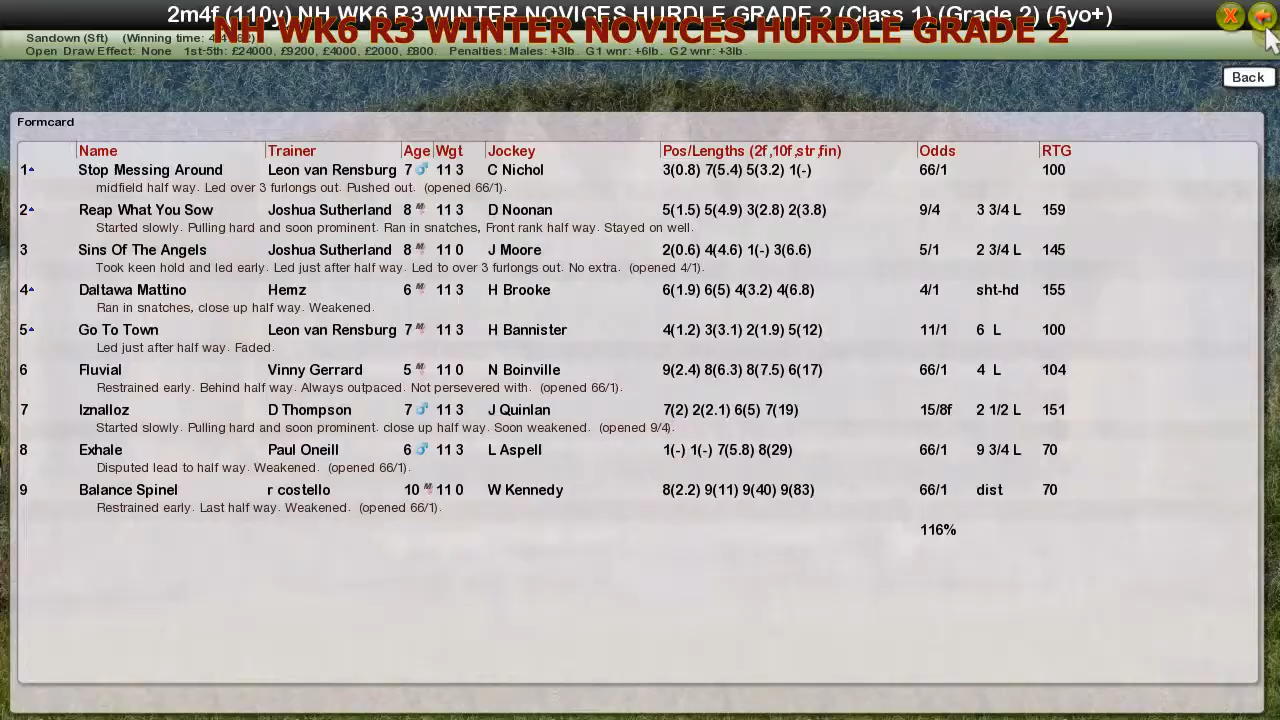 2m4f (110y) NH WK6 R3 WINTER NOVICES HURDLE GRADE 2 (Class 1) (Grade 2) (5yo+)
NH WK6 R3 WINTER NOVICES HURDLE GRADE 2
Sandown (Sft) (Winning time:
Open Draw Effect: None 1st-5th: £24000, £9200, £4000, £2000, £800. Penalties: Males: +3lb. G1 wnr: +6lb. G2 wnr: +3lb.
Back
Formcard
Name Trainer Age Wgt Jockey Pos/Lengths (2f,10f,str,fin) Odds RTG
1 Stop Messing Around Leon van Rensburg 7 11 3 C Nichol 3(0.8) 7(5.4) 5(3.2) 1(-) 66/1 100
midfield half way. Led over 3 furlongs out. Pushed out. (opened 66/1).
2 Reap What You Sow Joshua Sutherland 8 11 3 D Noonan 5(1.5) 5(4.9) 3(2.8) 2(3.8) 9/4 3 3/4 L 159
Started slowly. Pulling hard and soon prominent. Ran in snatches, Front rank half way. Stayed on well.
3 Sins Of The Angels Joshua Sutherland 8 11 0 J Moore 2(0.6) 4(4.6) 1(-) 3(6.6) 5/1 2 3/4 L 145
Took keen hold and led early. Led just after half way. Led to over 3 furlongs out. No extra. (opened 4/1).
4 Daltawa Mattino Hemz 6 11 3 H Brooke 6(1.9) 6(5) 4(3.2) 4(6.8) 4/1 sht-hd 155
Ran in snatches, close up half way. Weakened.
5 Go To Town Leon van Rensburg 7 11 3 H Bannister 4(1.2) 3(3.1) 2(1.9) 5(12) 11/1 6 L 100
Led just after half way. Faded.
6 Fluvial Vinny Gerrard 5 11 0 N Boinville 9(2.4) 8(6.3) 8(7.5) 6(17) 66/1 4 L 104
Restrained early. Behind half way. Always outpaced. Not persevered with. (opened 66/1).
7 Iznalloz D Thompson 7 11 3 J Quinlan 7(2) 2(2.1) 6(5) 7(19) 15/8f 2 1/2 L 151
Started slowly. Pulling hard and soon prominent. close up half way. Soon weakened. (opened 9/4).
8 Exhale Paul Oneill 6 11 3 L Aspell 1(-) 1(-) 7(5.8) 8(29) 66/1 9 3/4 L 70
Disputed lead to half way. Weakened. (opened 66/1).
9 Balance Spinel r costello 10 11 0 W Kennedy 8(2.2) 9(11) 9(40) 9(83) 66/1 dist 70
Restrained early. Last half way. Weakened. (opened 66/1).
116%